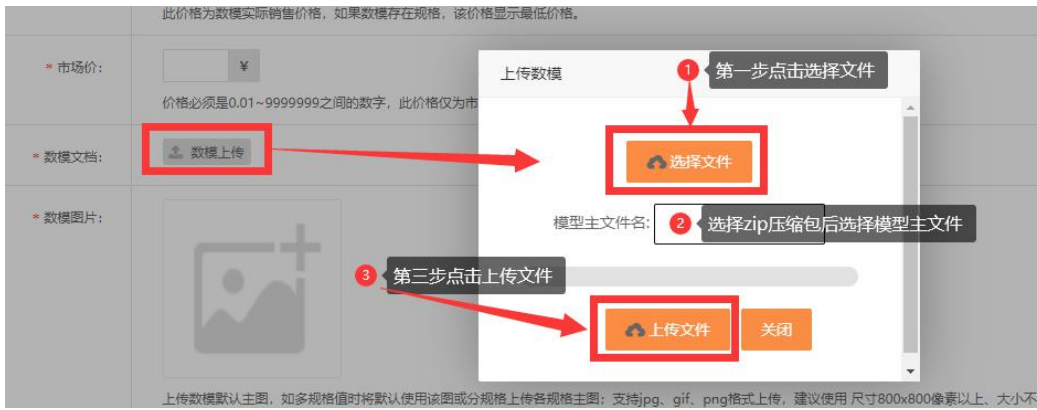 此价格为数模实际销售价格，如果数模存在规格，该价格显示最低价格。
* 市场价:
¥
价格必须是0.01~9999999之间的数字，此价格仅为市
* 数模文档:
数模上传
* 数模图片:
上传数模
1 第一步点击选择文件
选择文件
模型主文件名:
2 选择zip压缩包后选择模型主文件
3 第三步点击上传文件
上传文件
关闭
上传数模默认主图，如多规格值时将默认使用该图或分规格上传各规格主图；支持jpg、gif、png格式上传，建议使用 尺寸800x800像素以上、大小不